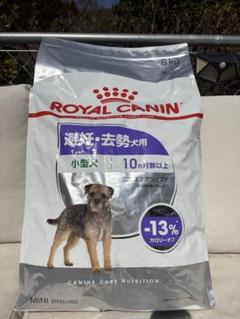 8kg
ROYAL CANIN
避妊・去勢犬用
小型犬
10ヵ月齢以上
-13%
カロリーオフ
CANINE CARE NUTRITION
MINI STERILISED